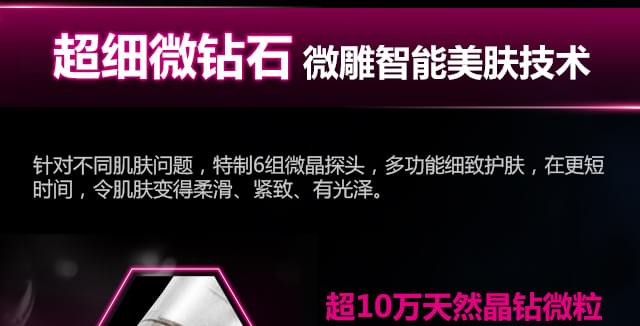 超细微钻石 微雕智能美肤技术
针对不同肌肤问题，特制6组微晶探头，多功能细致护肤，在更短
时间，令肌肤变得柔滑、紧致、有光泽。
超10万天然晶钻微粒